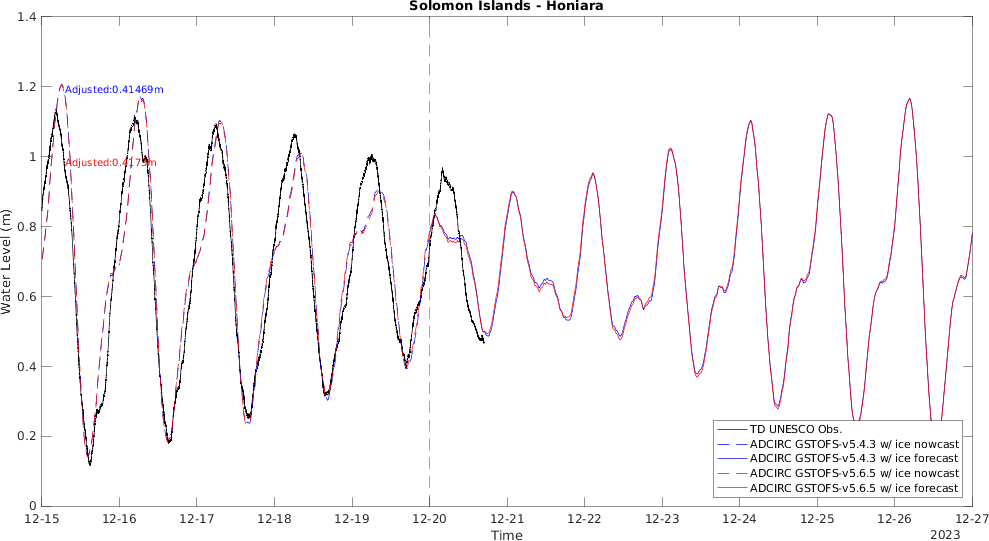 Solomon Islands - Honiara
1.4
1.2
1
0.8
0.6
0.4
0.2
0
Water Level (m)
Adjusted:0.41469m
TD UNESCO Obs.
ADCIRC GSTOFS-v5.4.3 w/ ice nowcast
ADCIRC GSTOFS-v5.4.3 w/ ice forecast
ADCIRC GSTOFS-v5.6.5 w/ ice nowcast
ADCIRC GSTOFS-v5.6.5 w/ ice forecast
12-15 12-16 12-17 12-18 12-19 12-20 12-21 12-22 12-23 12-24 12-25 12-26 12-27
Time
2023